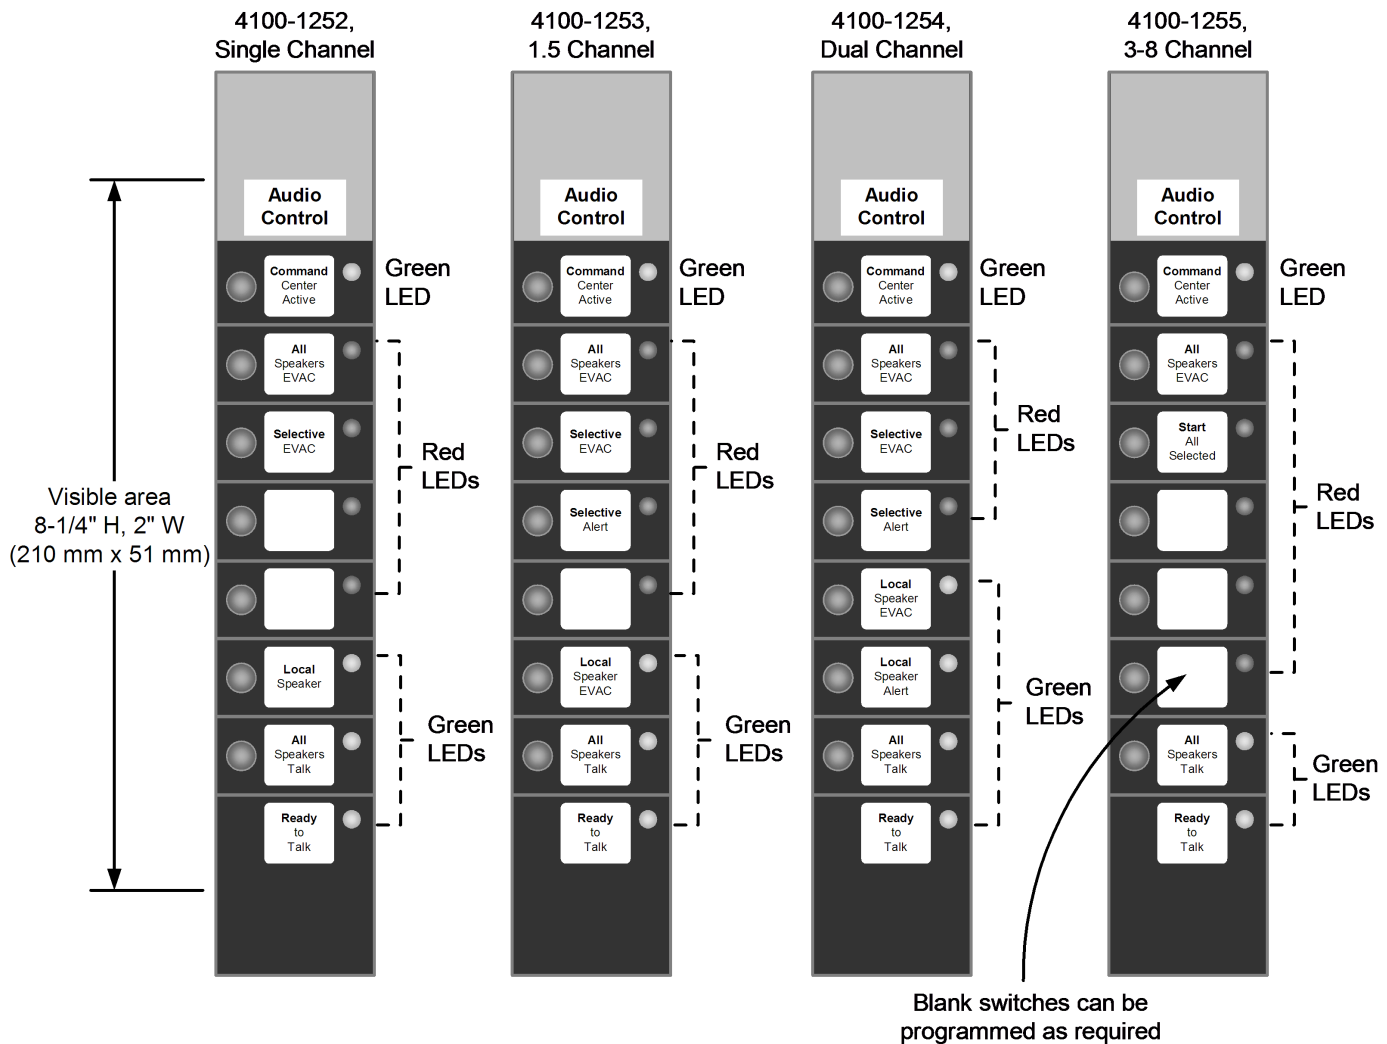 4100-1252,
Single Channel
4100-1253,
1.5 Channel
4100-1254,
Dual Channel
4100-1255,
3-8 Channel
Visible area
8-1/4" H, 2" W
(210 mm x 51 mm)
Audio
Control
Command
Center
Active
All
Speakers
EVAC
Selective
EVAC
Local
Speaker
All
Speakers
Talk
Ready
to
Talk
Green
LED
Red
LEDs
Green
LEDs
Audio
Control
Command
Center
Active
All
Speakers
EVAC
Selective
EVAC
Selective
Alert
Local
Speaker
EVAC
All
Speakers
Talk
Ready
to
Talk
Green
LED
Red
LEDs
Green
LEDs
Audio
Control
Command
Center
Active
All
Speakers
EVAC
Selective
EVAC
Selective
Alert
Local
Speaker
EVAC
Local
Speaker
Alert
All
Speakers
Talk
Ready
to
Talk
Green
LED
Red
LEDs
Green
LEDs
Audio
Control
Command
Center
Active
All
Speakers
EVAC
Start
All
Selected
All
Speakers
Talk
Ready
to
Talk
Green
LED
Red
LEDs
Green
LEDs
Blank switches can be
programmed as required